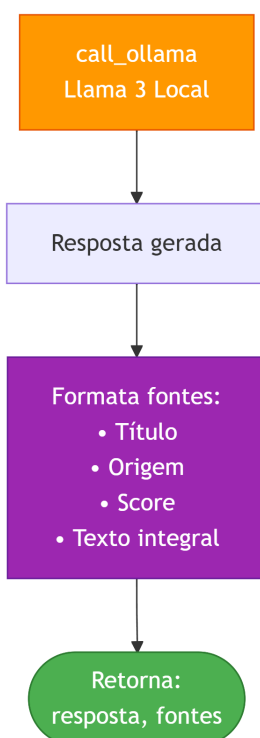 call_ollama
Llama 3 Local
Resposta gerada
Formata fontes:
• Título
• Origem
• Score
• Texto integral
Retorna:
resposta, fontes